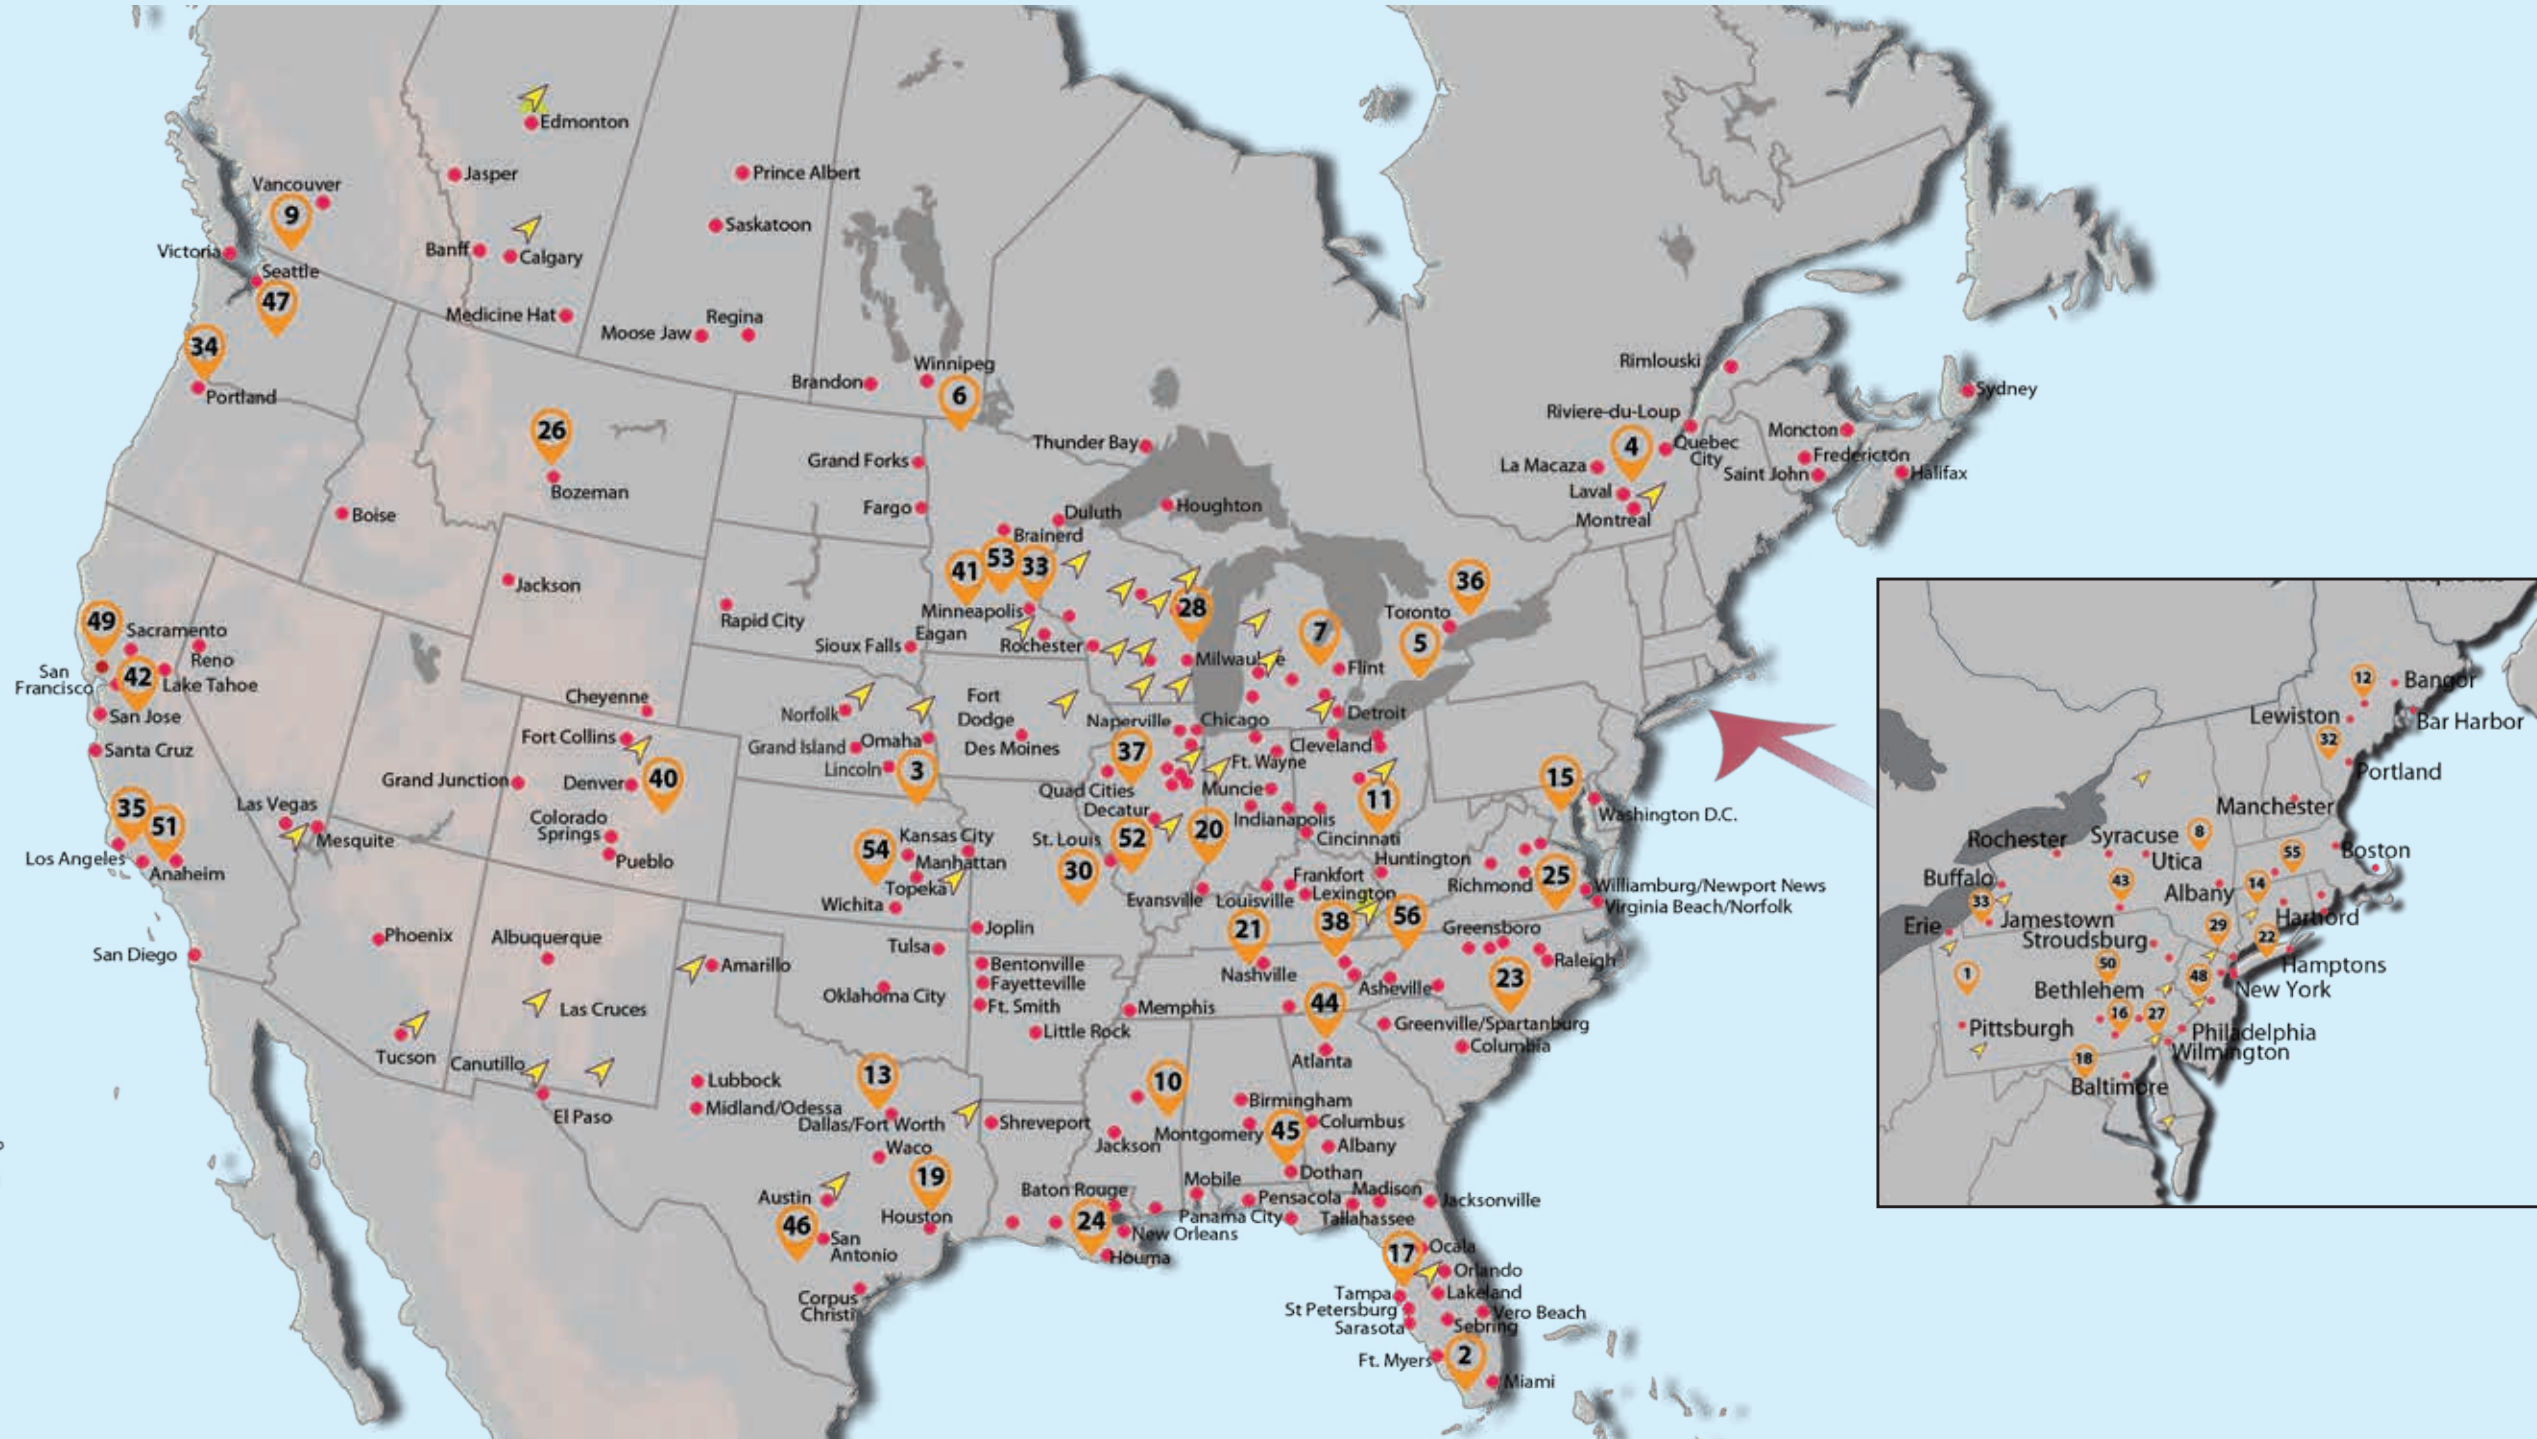 Edmonton
Jasper
Prince Albert
Vancouver
9
Saskatoon
Victoria
Banff
Calgary
Seattle
47
Medicine Hat
Moose Jaw
Regina
34
Portland
Brandon
Winnipeg
6
Rimlouski
Sydney
26
Bozeman
Grand Forks
Thunder Bay
Riviere-du-Loup
4
Quebec
City
Moncton
Fredericton
La Macaza
Saint John
Halifax
Laval
Montreal
Boise
Fargo
Duluth
Houghton
Brainerd
41
53
33
Jackson
36
Toronto
5
Rapid City
Minneapolis
Eagan
Sioux Falls
Rochester
28
Milwaukee
7
Flint
49
Sacramento
Reno
San
Francisco
42
Lake Tahoe
San Jose
Santa Cruz
Cheyenne
Norfolk
Fort
Dodge
Des Moines
Naperville
Chicago
Detroit
Fort Collins
Grand Island
Omaha
Lincoln
3
37
Cleveland
Ft. Wayne
Grand Junction
Denver
40
Quad Cities
Muncie
Decatur
11
15
Washington D.C.
35
51
Las Vegas
Mesquite
Colorado
Springs
Pueblo
Los Angeles
Anaheim
54
Kansas City
Manhattan
Topeka
Wichita
St. Louis
52
30
20
Indianapolis
Cincinnati
Huntington
Richmond
25
Williamburg/Newport News
Virginia Beach/Norfolk
Evansville
Louisville
Frankfort
Lexington
San Diego
Phoenix
Albuquerque
Amarillo
Tulsa
Joplin
21
38
56
Greensboro
Raleigh
Nashville
Bentonville
Fayetteville
Ft. Smith
Oklahoma City
Asheville
23
Las Cruces
Memphis
44
Little Rock
Greenville/Spartanburg
Columbia
Tucson
Canutillo
Atlanta
El Paso
Lubbock
Midland/Odessa
13
Dallas/Fort Worth
10
Birmingham
Columbus
Shreveport
Jackson
Montgomery
45
Albany
Waco
19
Dothan
Austin
46
Houston
San
Antonio
Baton Rouge
24
New Orleans
Houma
Mobile
Pensacola
Panama City
Madison
Tallahassee
Jacksonville
17
Ocala
Orlando
Corpus
Christi
Tampa
Lakeland
St Petersburg
Vero Beach
Sarasota
Sebring
Ft. Myers
2
Miami
12
Bangor
Lewiston
Bar Harbor
32
Portland
Manchester
Rochester
Syracuse
8
Utica
55
Boston
Buffalo
43
Albany
14
33
Jamestown
Harford
Erie
Stroudsburg
29
22
Hamptons
1
50
48
Bethlehem
New York
16
27
Pittsburgh
Philadelphia
Wilmington
18
Baltimore